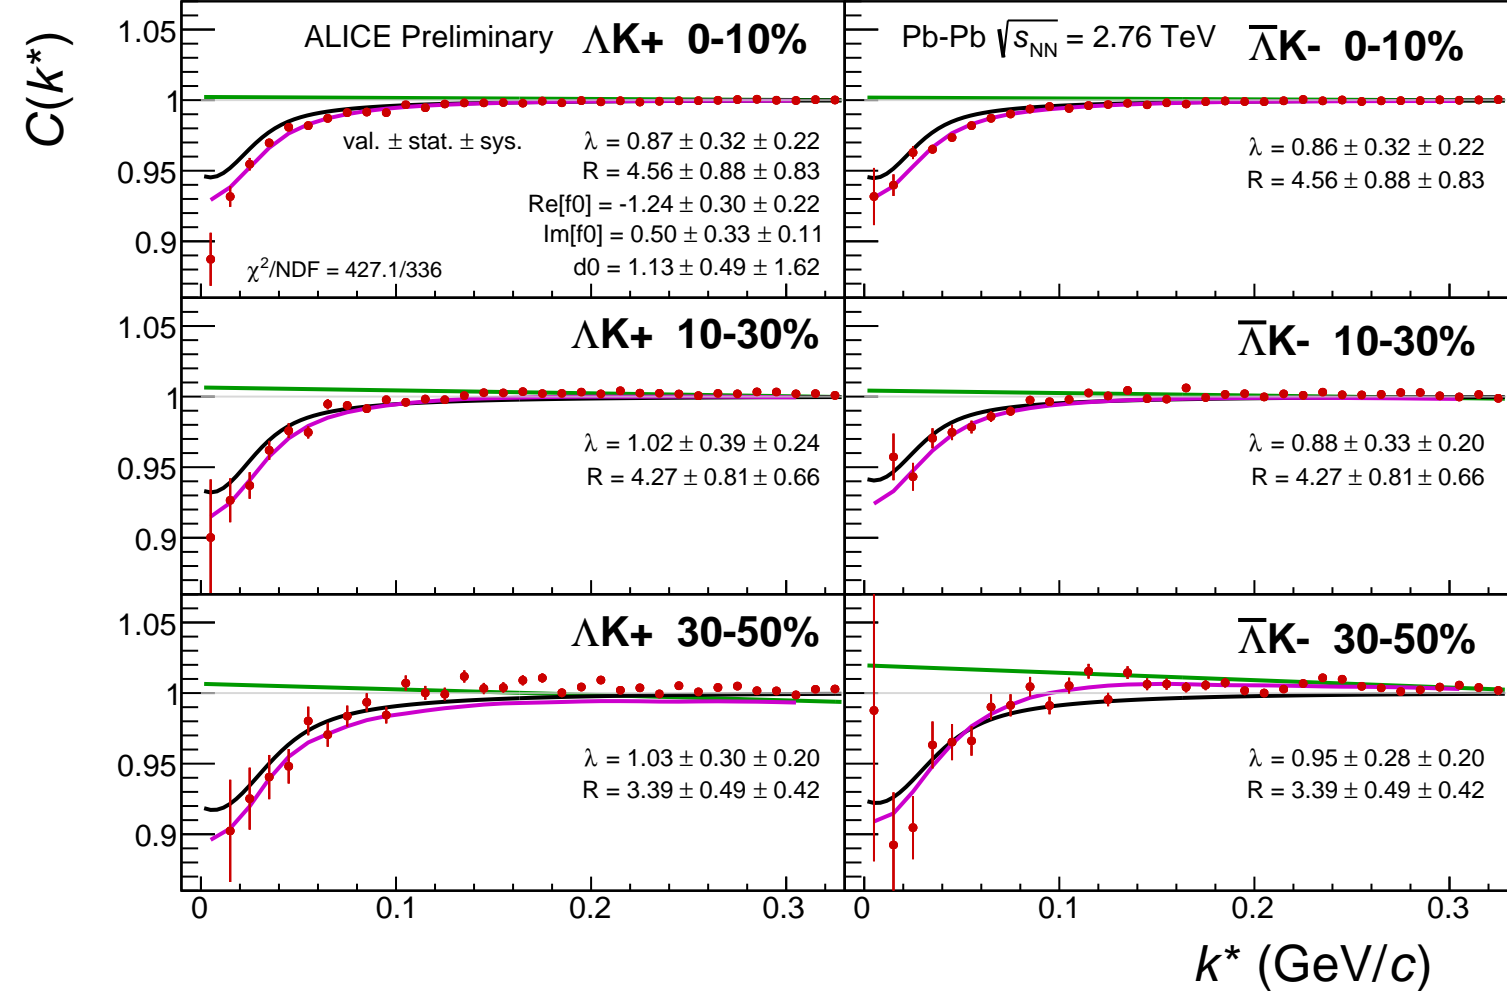 C(k*)
ALICE Preliminary ΛK+ 0-10%
1.05
1
0.95
0.9
val. ± stat. ± sys.
λ = 0.87 ± 0.32 ± 0.22
R = 4.56 ± 0.88 ± 0.83
Re[f0] = -1.24 ± 0.30 ± 0.22
Im[f0] = 0.50 ± 0.33 ± 0.11
d0 = 1.13 ± 0.49 ± 1.62
χ²/NDF = 427.1/336
Pb-Pb √s_NN = 2.76 TeV Λ̅K- 0-10%
λ = 0.86 ± 0.32 ± 0.22
R = 4.56 ± 0.88 ± 0.83
ΛK+ 10-30%
1.05
1
0.95
0.9
λ = 1.02 ± 0.39 ± 0.24
R = 4.27 ± 0.81 ± 0.66
Λ̅K- 10-30%
λ = 0.88 ± 0.33 ± 0.20
R = 4.27 ± 0.81 ± 0.66
ΛK+ 30-50%
1.05
1
0.95
0.9
λ = 1.03 ± 0.30 ± 0.20
R = 3.39 ± 0.49 ± 0.42
Λ̅K- 30-50%
λ = 0.95 ± 0.28 ± 0.20
R = 3.39 ± 0.49 ± 0.42
0 0.1 0.2 0.3 0 0.1 0.2 0.3
k* (GeV/c)